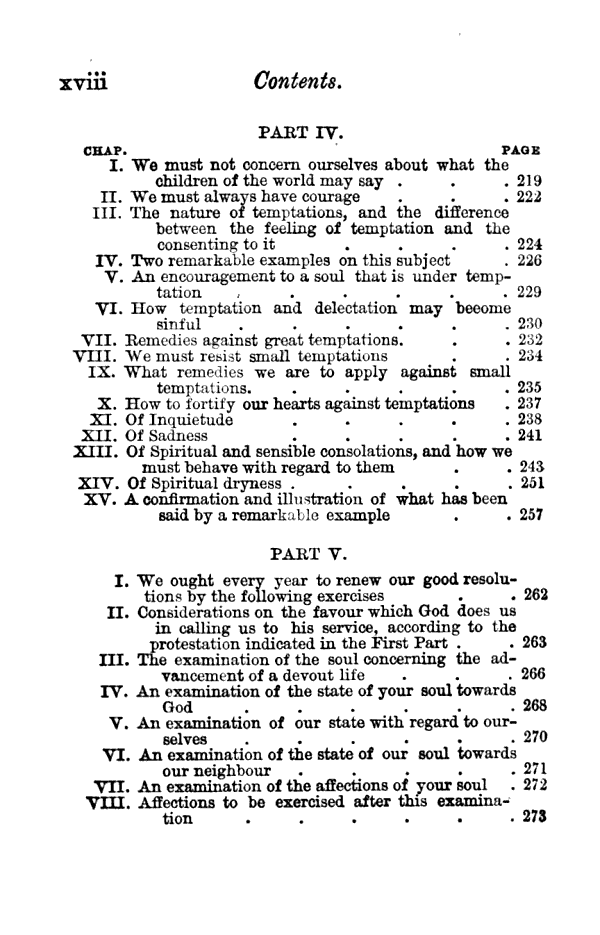 xviii Contents.
PART IV.
CHAP. PAGE
I. We must not concern ourselves about what the
children of the world may say . . . 219
II. We must always have courage . . . 222
III. The nature of temptations, and the difference
between the feeling of temptation and the
consenting to it . . . . 224
IV. Two remarkable examples on this subject . 226
V. An encouragement to a soul that is under temp-
tation . . . . . . 229
VI. How temptation and delectation may become
sinful . . . . . . 230
VII. Remedies against great temptations. . . 232
VIII. We must resist small temptations . . 234
IX. What remedies we are to apply against small
temptations. . . . . . 235
X. How to fortify our hearts against temptations . 237
XI. Of Inquietude . . . . . 238
XII. Of Sadness . . . . . 241
XIII. Of Spiritual and sensible consolations, and how we
must behave with regard to them . . 243
XIV. Of Spiritual dryness . . . . . 251
XV. A confirmation and illustration of what has been
said by a remarkable example . . 257
PART V.
I. We ought every year to renew our good resolu-
tions by the following exercises . . 262
II. Considerations on the favour which God does us
in calling us to his service, according to the
protestation indicated in the First Part . . 263
III. The examination of the soul concerning the ad-
vancement of a devout life . . . 266
IV. An examination of the state of your soul towards
God . . . . . . 268
V. An examination of our state with regard to our-
selves . . . . . . 270
VI. An examination of the state of our soul towards
our neighbour . . . . . 271
VII. An examination of the affections of your soul . 272
VIII. Affections to be exercised after this examina-
tion . . . . . . 273